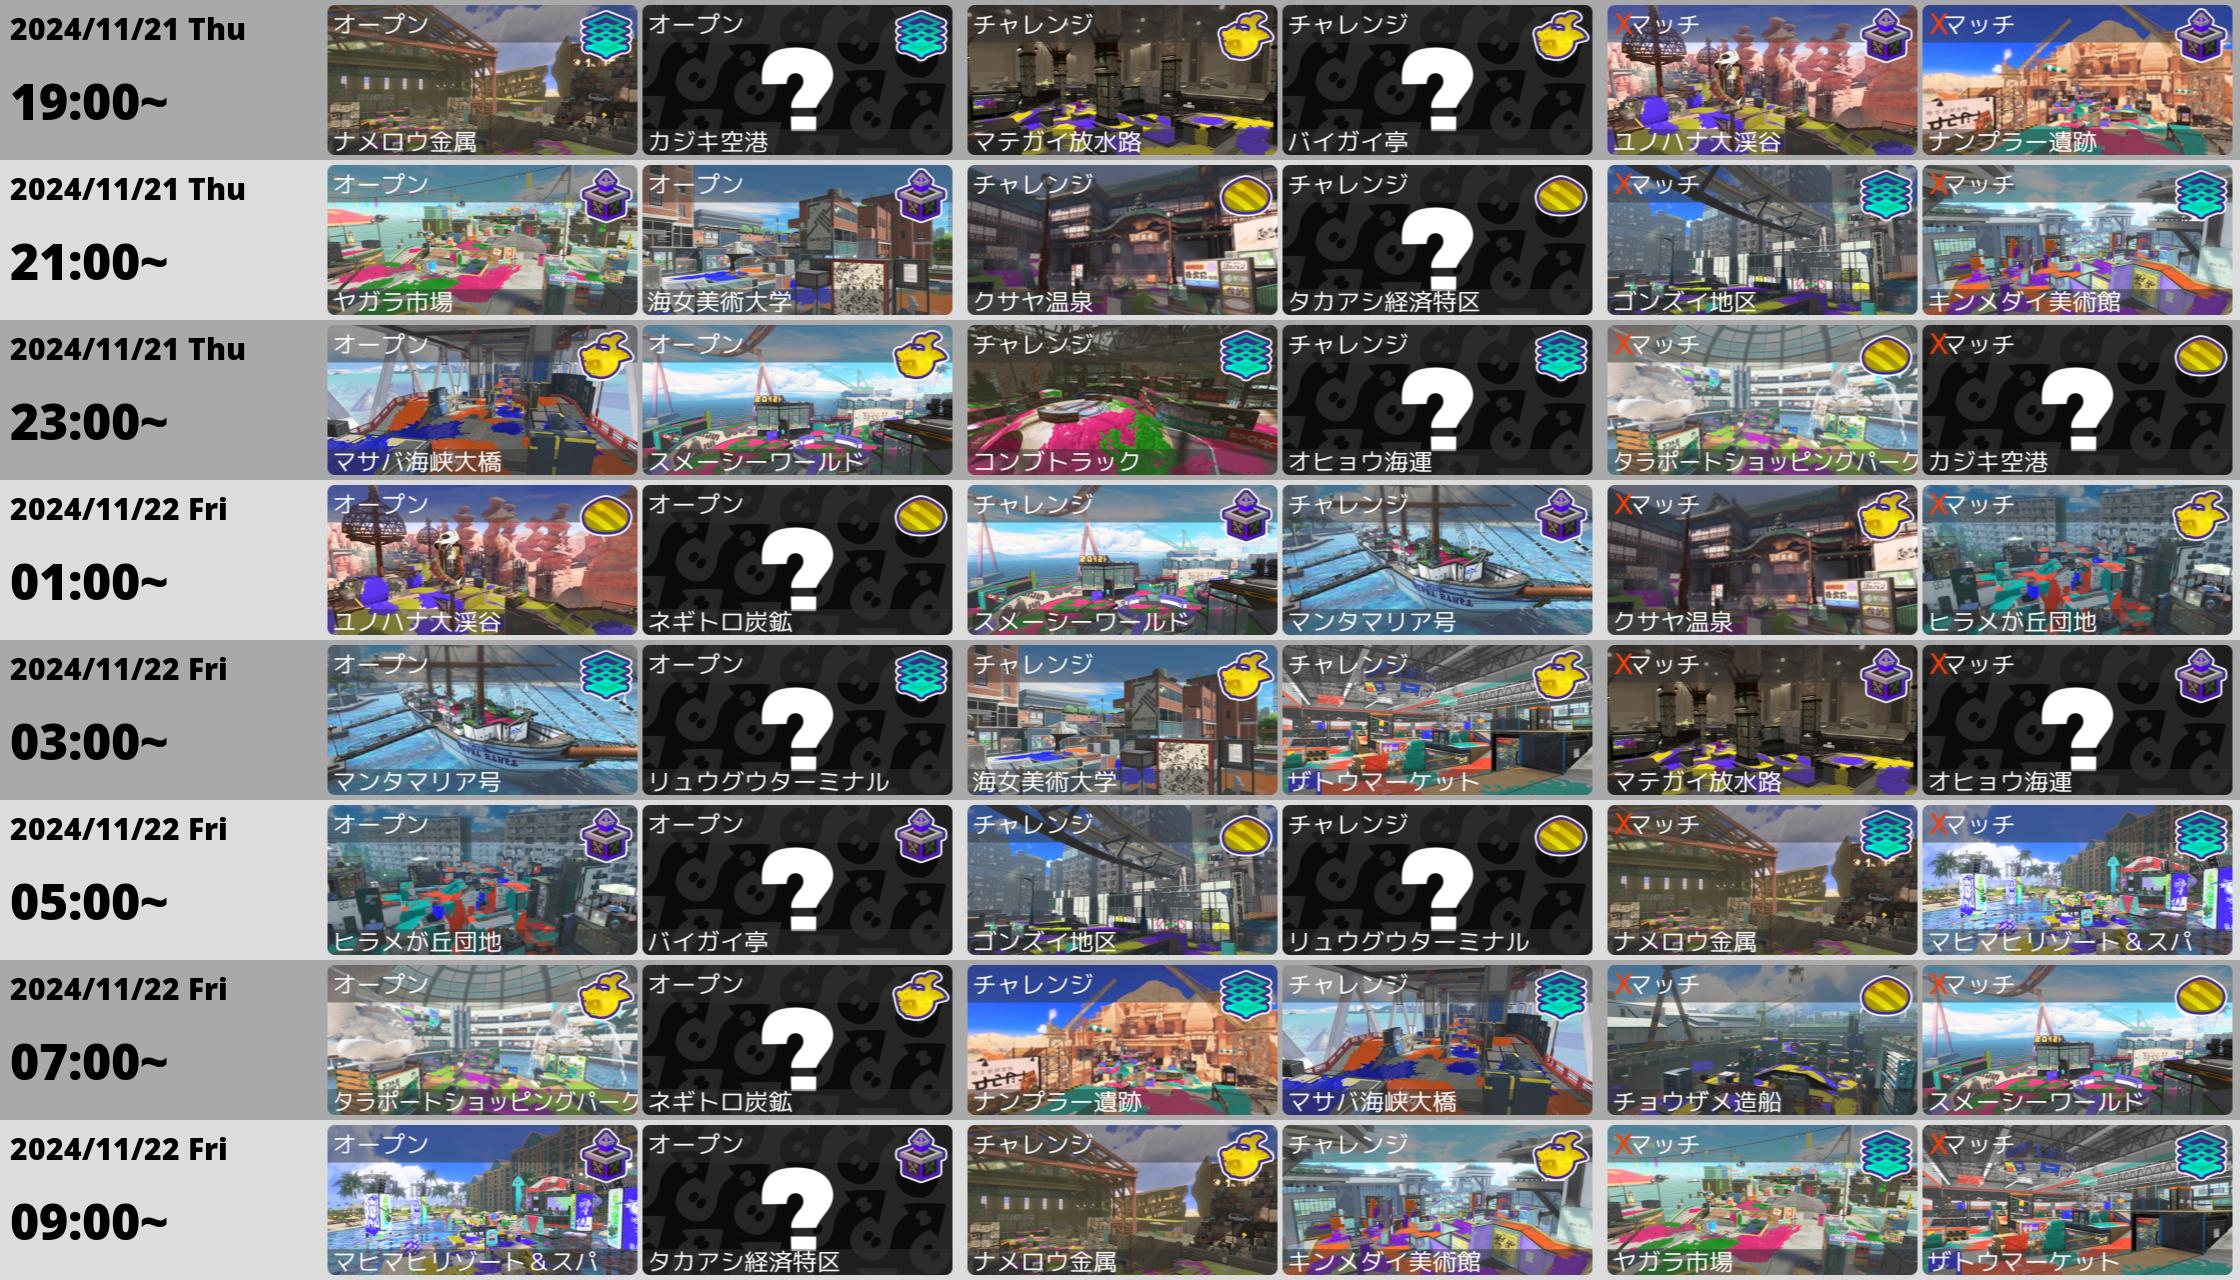 2024/11/21 Thu
19:00~
オープン
ナメロウ金属
オープン
カジキ空港
チャレンジ
マテガイ放水路
チャレンジ
バイガイ亭
Xマッチ
ユノハナ大渓谷
Xマッチ
ナンプラー遺跡
2024/11/21 Thu
21:00~
オープン
ヤガラ市場
オープン
海女美術大学
チャレンジ
クサヤ温泉
チャレンジ
タカアシ経済特区
Xマッチ
ゴンズイ地区
Xマッチ
キンメダイ美術館
2024/11/21 Thu
23:00~
オープン
マサバ海峡大橋
オープン
スメーシーワールド
チャレンジ
コンブトラック
チャレンジ
オヒョウ海運
Xマッチ
タラポートショッピングパーク
Xマッチ
カジキ空港
2024/11/22 Fri
01:00~
オープン
ユノハナ大渓谷
オープン
ネギトロ炭鉱
チャレンジ
スメーシーワールド
チャレンジ
マンタマリア号
Xマッチ
クサヤ温泉
Xマッチ
ヒラメが丘団地
2024/11/22 Fri
03:00~
オープン
マンタマリア号
オープン
リュウグウターミナル
チャレンジ
海女美術大学
チャレンジ
ザトウマーケット
Xマッチ
マテガイ放水路
Xマッチ
オヒョウ海運
2024/11/22 Fri
05:00~
オープン
ヒラメが丘団地
オープン
バイガイ亭
チャレンジ
ゴンズイ地区
チャレンジ
リュウグウターミナル
Xマッチ
ナメロウ金属
Xマッチ
マヒマヒリゾート＆スパ
2024/11/22 Fri
07:00~
オープン
タラポートショッピングパーク
オープン
ネギトロ炭鉱
チャレンジ
ナンプラー遺跡
チャレンジ
マサバ海峡大橋
Xマッチ
チョウザメ造船
Xマッチ
スメーシーワールド
2024/11/22 Fri
09:00~
オープン
マヒマヒリゾート＆スパ
オープン
タカアシ経済特区
チャレンジ
ナメロウ金属
チャレンジ
キンメダイ美術館
Xマッチ
ヤガラ市場
Xマッチ
ザトウマーケット